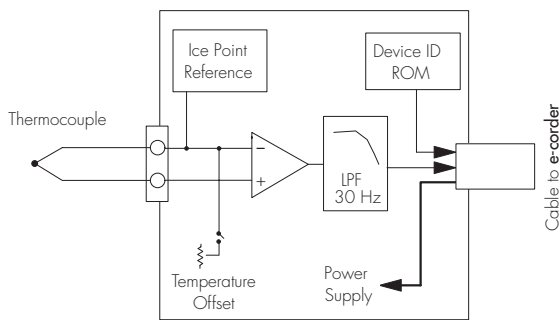 Ice Point
Reference
Device ID
ROM
Thermocouple
−
+
LPF
30 Hz
Temperature
Offset
Power
Supply
Cable to e-corder